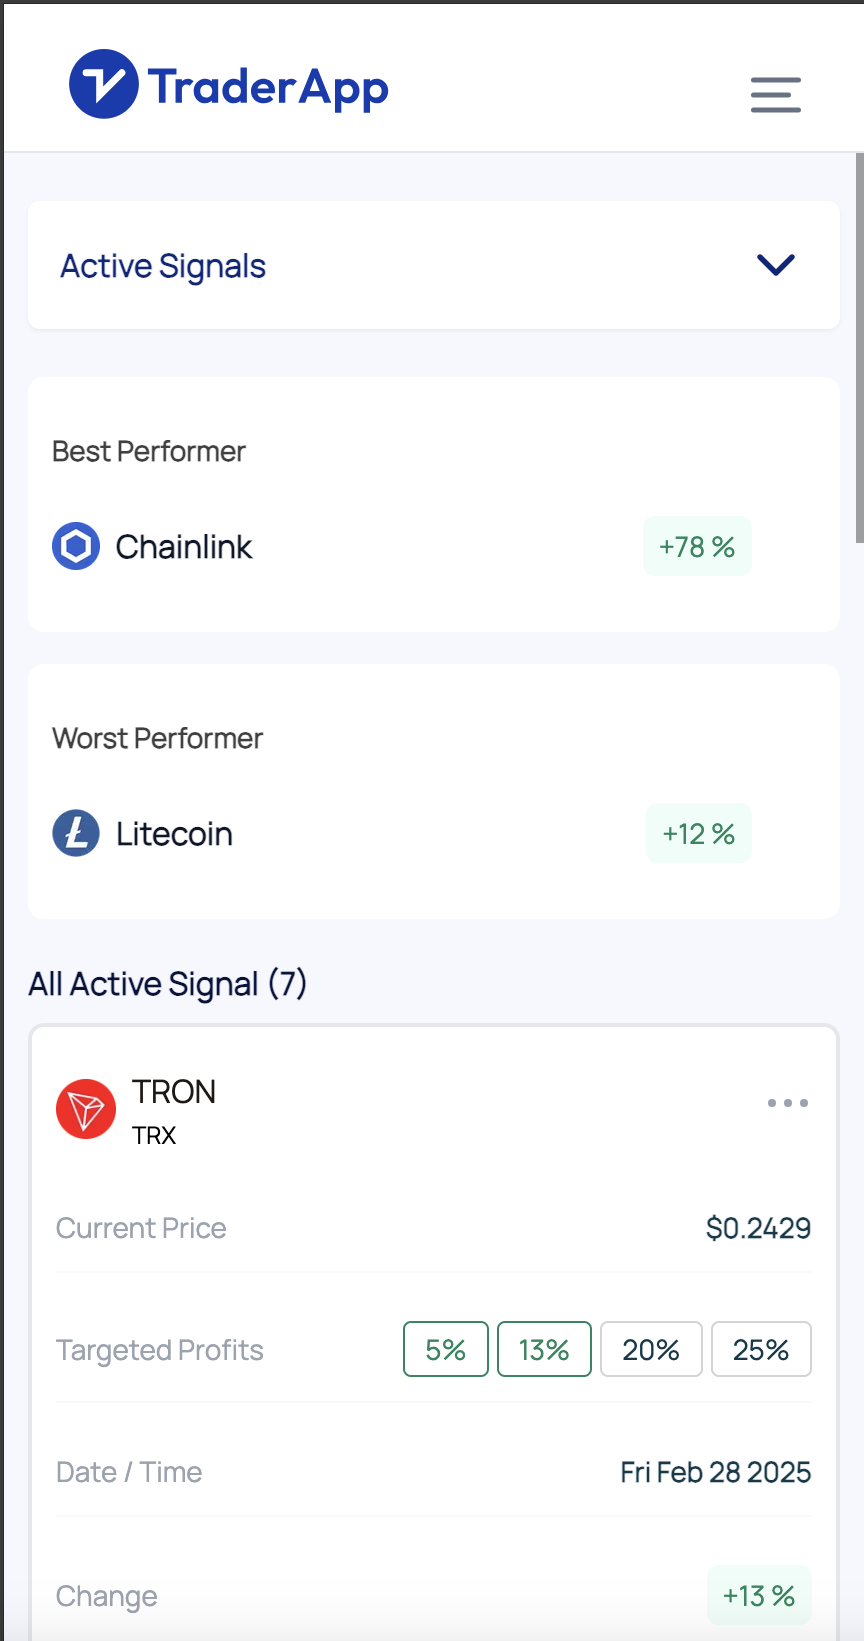 TraderApp
Active Signals
Best Performer
Chainlink +78 %
Worst Performer
Litecoin +12 %
All Active Signal (7)
TRON
TRX
Current Price $0.2429
Targeted Profits 5% 13% 20% 25%
Date / Time Fri Feb 28 2025
Change +13 %